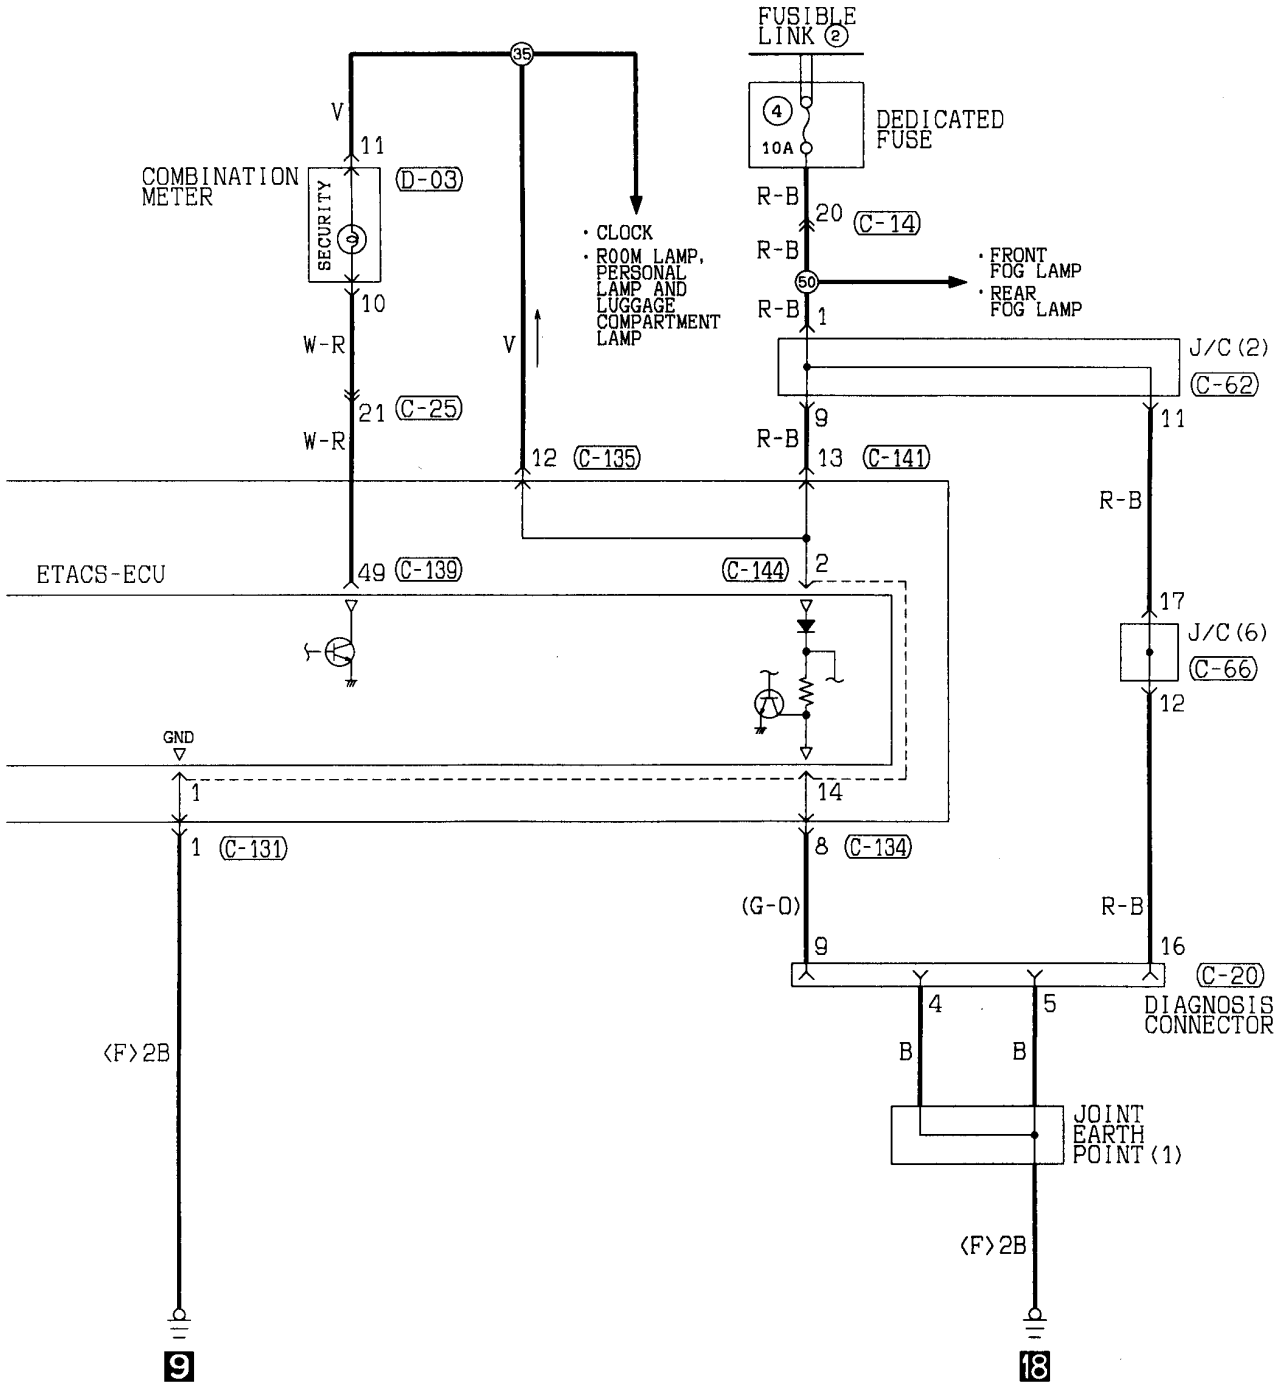 FUSIBLE
LINK ②
35
V
11
4
10A
DEDICATED
FUSE
COMBINATION
METER
D-03
SECURITY
R-B
20
C-14
· CLOCK
· ROOM LAMP,
PERSONAL
LAMP AND
LUGGAGE
COMPARTMENT
LAMP
R-B
50
· FRONT
FOG LAMP
· REAR
FOG LAMP
10
R-B
1
W-R
V
J/C(2)
C-62
21
C-25
9
11
W-R
R-B
12
C-135
13
C-141
R-B
ETACS-ECU
49
C-139
C-144
2
17
J/C(6)
C-66
12
GND
1
14
1
C-131
8
C-134
(G-O)
R-B
9
16
C-20
4
5
DIAGNOSIS
CONNECTOR
<F>2B
B
B
JOINT
EARTH
POINT(1)
<F>2B
9
18